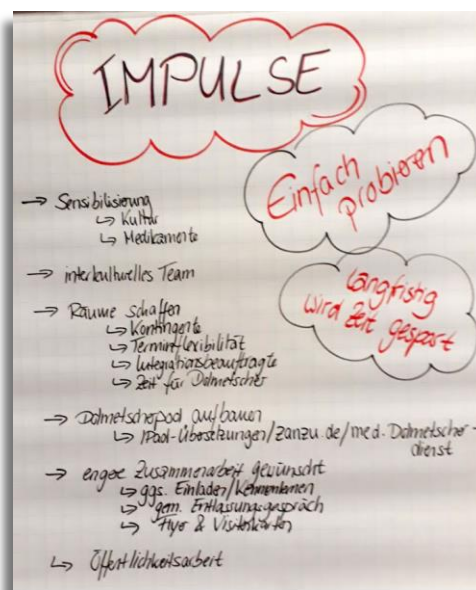 IMPULSE
Einfach
probieren
langfristig
wird Zeit gespart
→ Sensibilisierung
↳ Kultur
↳ Medikamente
→ interkulturelles Team
→ Räume schaffen
↳ Kontingente
↳ Terminflexibilität
↳ Integrationsbeauftragte
↳ Zeit für Dolmetscher
→ Dolmetscherpool aufbauen
↳ IPad-Übersetzungen/zanzu.de/med. Dolmetscher-
dienst
→ enge Zusammenarbeit gewünscht
↳ ggs. Einladen/Kennenlernen
↳ gem. Entlassungsgespräch
↳ Flyer & Visitenkarten
↳ Öffentlichkeitsarbeit